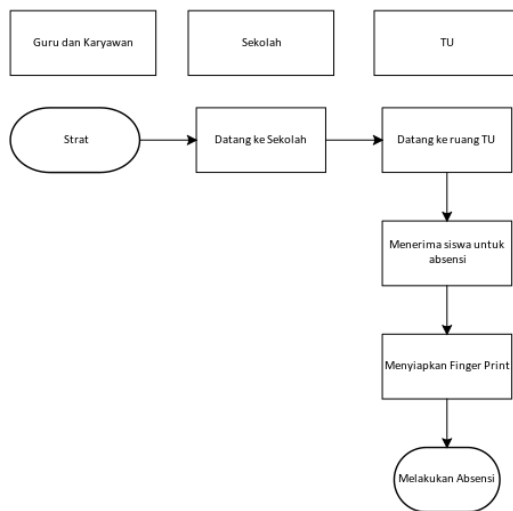 Guru dan Karyawan
Sekolah
TU
Strat
Datang ke Sekolah
Datang ke ruang TU
Menerima siswa untuk
absensi
Menyiapkan Finger Print
Melakukan Absensi